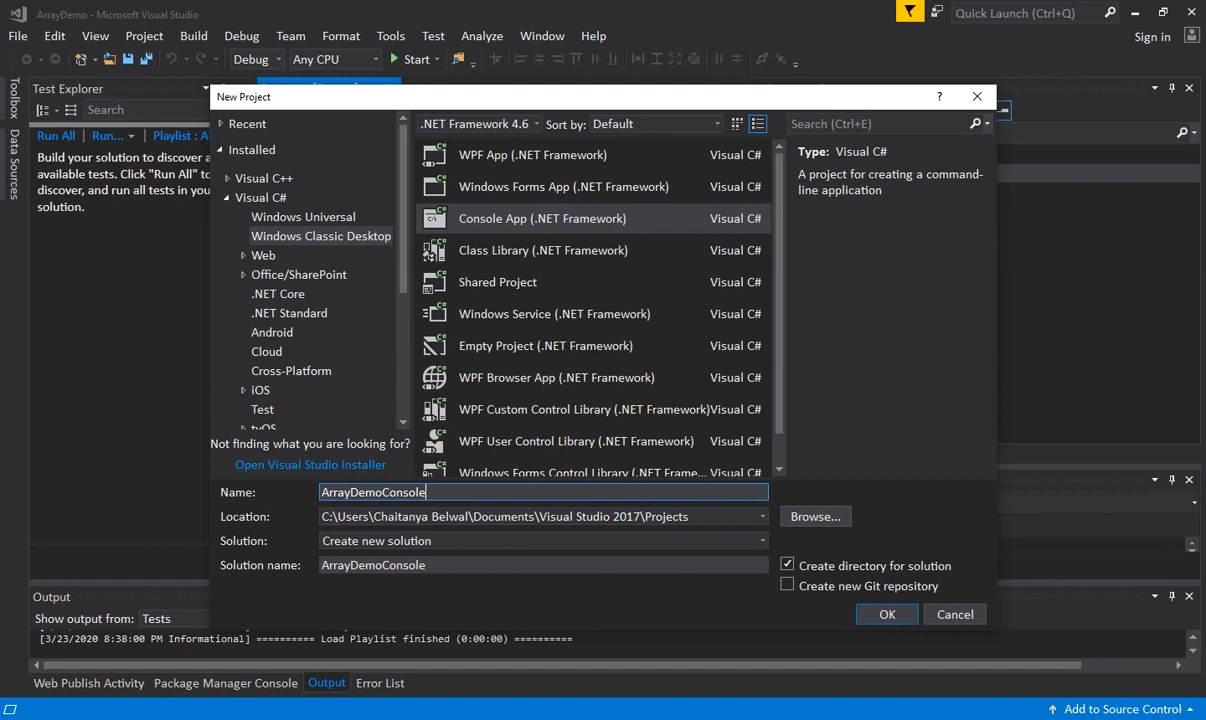 ArrayDemo - Microsoft Visual Studio
Quick Launch (Ctrl+Q)
File Edit View Project Build Debug Team Format Tools Test Analyze Window Help
Sign in
Debug Any CPU Start
Toolbox
Data Sources
Test Explorer
Search
Run All Run... Playlist : Al
Build your solution to discover a
available tests. Click "Run All" to
discover, and run all tests in your
solution.
New Project
?
Recent
Installed
Visual C++
Visual C#
Windows Universal
Windows Classic Desktop
Web
Office/SharePoint
.NET Core
.NET Standard
Android
Cloud
Cross-Platform
iOS
Test
tvOS
Not finding what you are looking for?
Open Visual Studio Installer
.NET Framework 4.6 Sort by: Default
Search (Ctrl+E)
WPF App (.NET Framework) Visual C#
Windows Forms App (.NET Framework) Visual C#
Console App (.NET Framework) Visual C#
Class Library (.NET Framework) Visual C#
Shared Project Visual C#
Windows Service (.NET Framework) Visual C#
Empty Project (.NET Framework) Visual C#
WPF Browser App (.NET Framework) Visual C#
WPF Custom Control Library (.NET Framework) Visual C#
WPF User Control Library (.NET Framework) Visual C#
Windows Forms Control Library (.NET Frame... Visual C#
Type: Visual C#
A project for creating a command-
line application
Name: ArrayDemoConsole
Location: C:\Users\Chaitanya Belwal\Documents\Visual Studio 2017\Projects Browse...
Solution: Create new solution
Solution name: ArrayDemoConsole
Create directory for solution
Create new Git repository
OK Cancel
Output
Show output from: Tests
[3/23/2020 8:38:00 PM Informational] ========== Load Playlist finished (0:00:00) ==========
Web Publish Activity Package Manager Console Output Error List
Add to Source Control